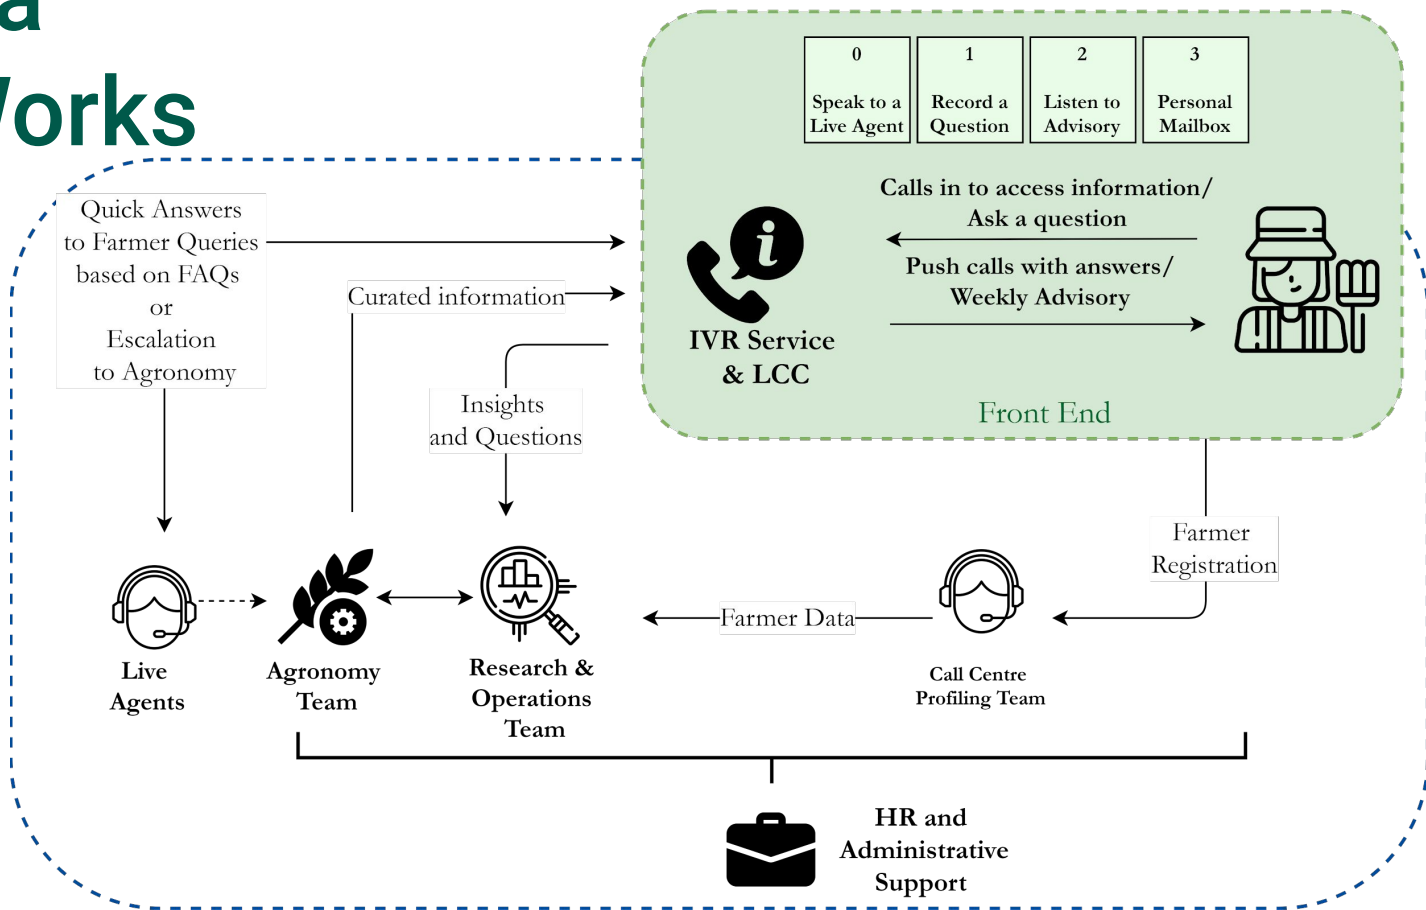 a
Works
0
Speak to a
Live Agent
1
Record a
Question
2
Listen to
Advisory
3
Personal
Mailbox
Calls in to access information/
Ask a question
Push calls with answers/
Weekly Advisory
IVR Service
& LCC
Front End
Quick Answers
to Farmer Queries
based on FAQs
or
Escalation
to Agronomy
Curated information
Insights
and Questions
Farmer
Registration
Farmer Data
Live
Agents
Agronomy
Team
Research &
Operations
Team
Call Centre
Profiling Team
HR and
Administrative
Support